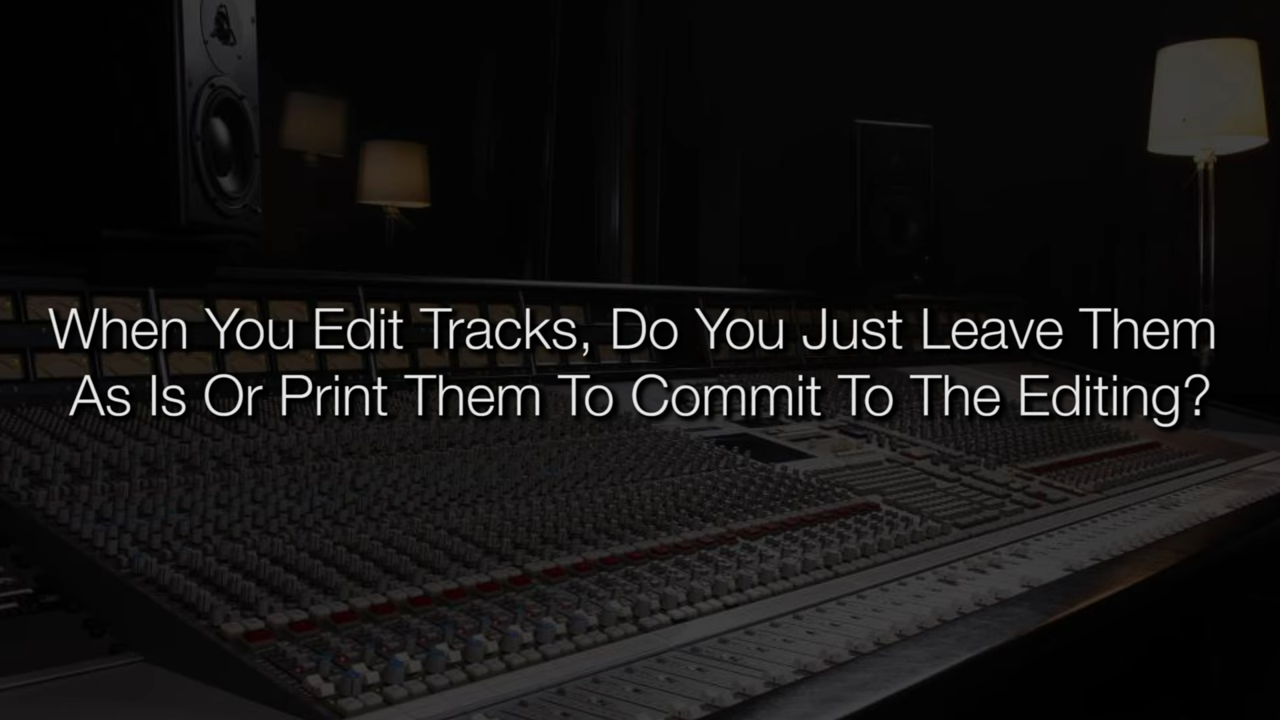 When You Edit Tracks, Do You Just Leave Them
As Is Or Print Them To Commit To The Editing?